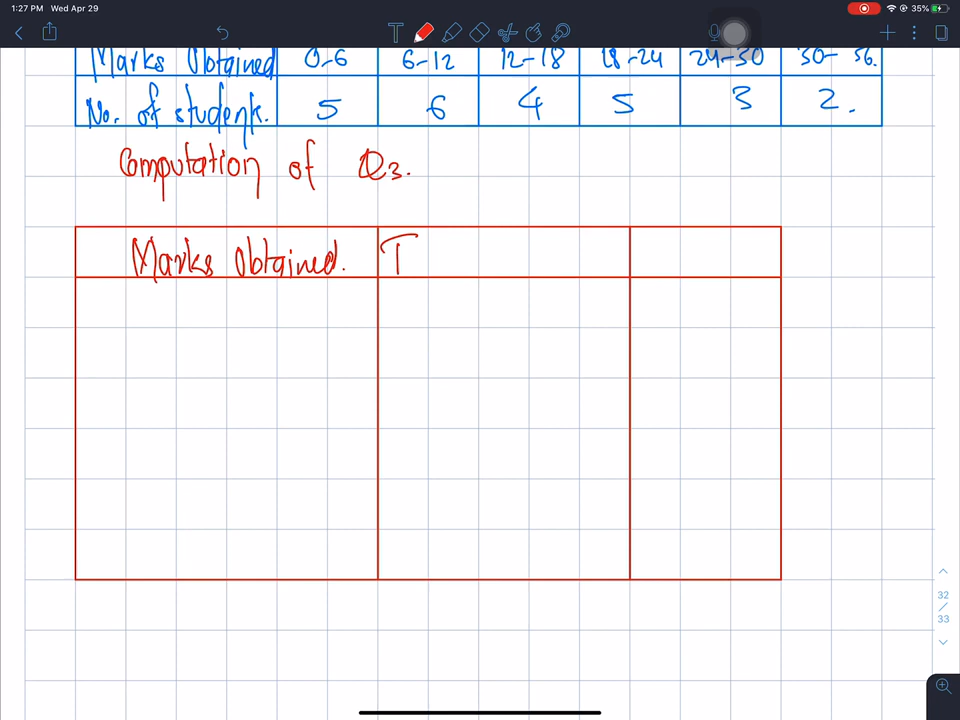 1:27 PM Wed Apr 29
35%
Marks Obtained 0-6 6-12 12-18 18-24 24-30 30-36.
No. of students. 5 6 4 5 3 2.
Computation of Q3.
Marks Obtained. T
32
/
33